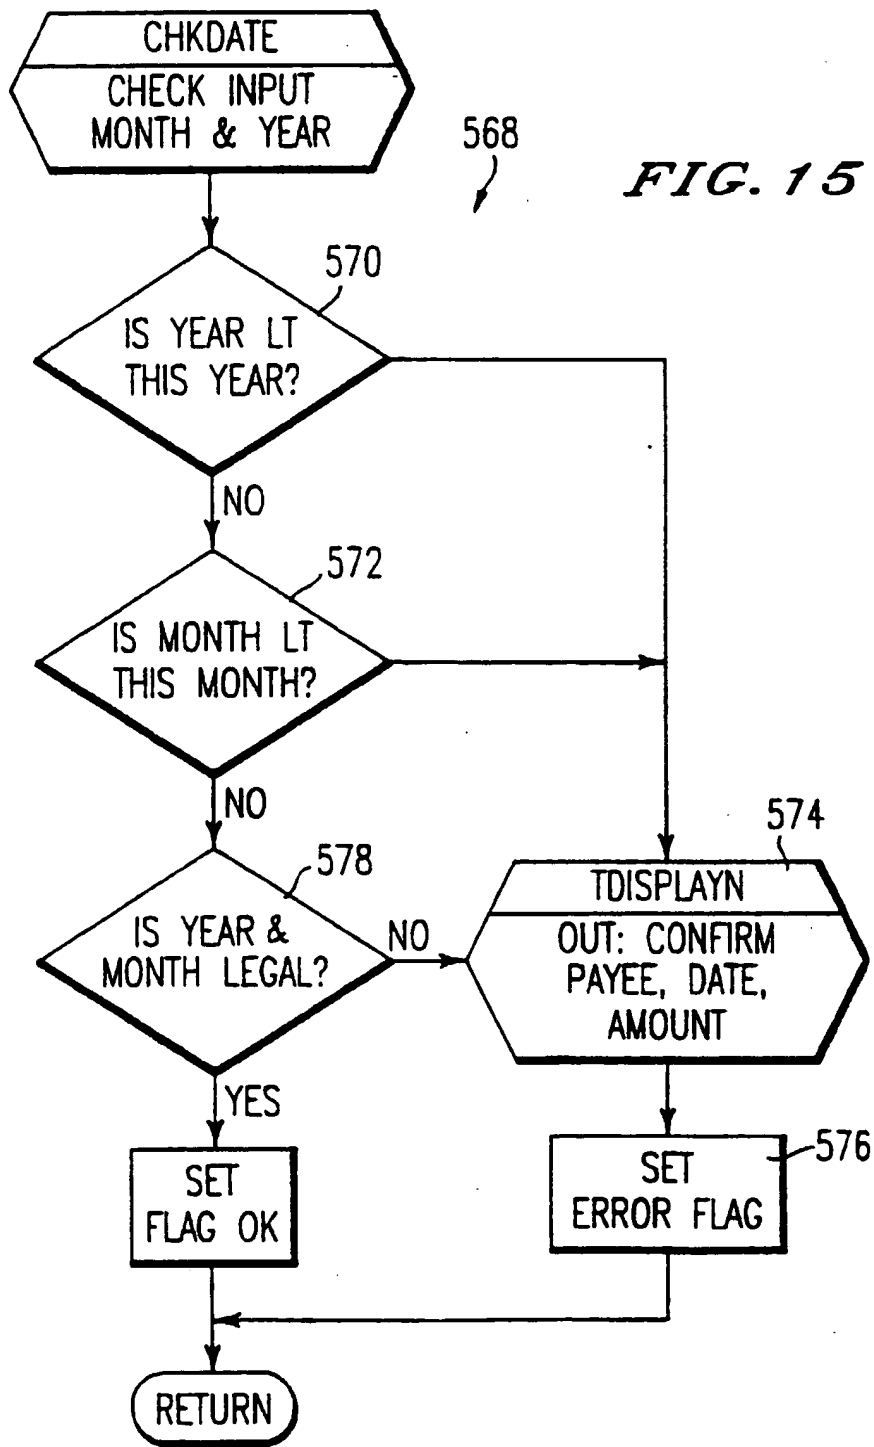 CHKDATE
CHECK INPUT
MONTH & YEAR
568
FIG. 15
570
IS YEAR LT
THIS YEAR?
NO
572
IS MONTH LT
THIS MONTH?
NO
578
IS YEAR &
MONTH LEGAL?
NO
574
TDISPLAYN
OUT: CONFIRM
PAYEE, DATE,
AMOUNT
YES
SET
FLAG OK
576
SET
ERROR FLAG
RETURN